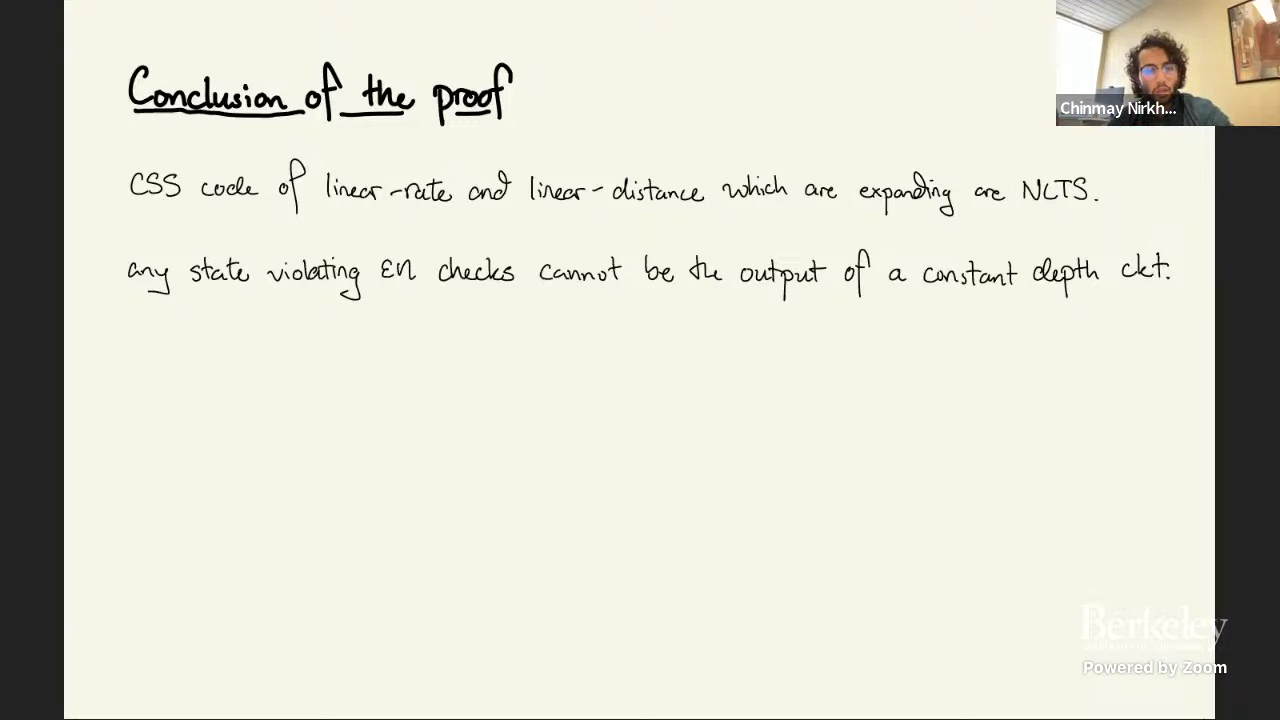 Conclusion of the proof
Chinmay Nirkh...
CSS code of linear-rate and linear-distance which are expanding are NLTS.
any state violating εn checks cannot be the output of a constant depth ckt.
Berkeley
Powered by Zoom